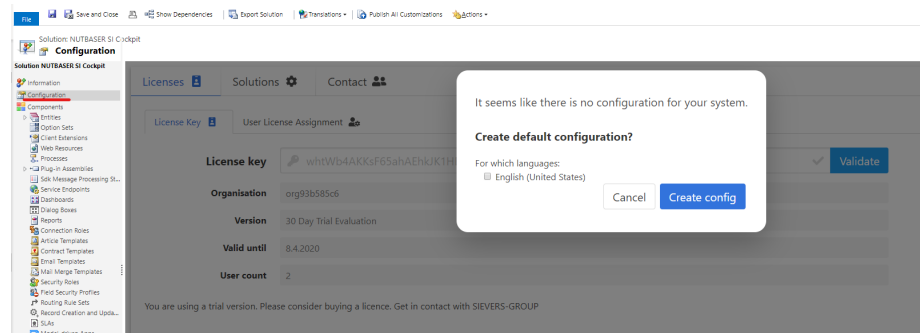 File
Save and Close
Show Dependencies
Export Solution
Translations
Publish All Customizations
Actions
Solution: NUTBASER SI Cockpit
Configuration
Solution NUTBASER SI Cockpit
Information
Configuration
Components
Entities
Option Sets
Client Extensions
Web Resources
Processes
Plug-in Assemblies
Sdk Message Processing St...
Service Endpoints
Dashboards
Dialog Boxes
Reports
Connection Roles
Article Templates
Contract Templates
Email Templates
Mail Merge Templates
Security Roles
Field Security Profiles
Routing Rule Sets
Record Creation and Upda...
SLAs
Model-driven Apps
Licenses
Solutions
Contact
License Key
User License Assignment
License key
Validate
Organisation
org93b585c6
Version
30 Day Trial Evaluation
Valid until
8.4.2020
User count
2
You are using a trial version. Please consider buying a licence. Get in contact with SIEVERS-GROUP
It seems like there is no configuration for your system.
Create default configuration?
For which languages:
English (United States)
Cancel
Create config